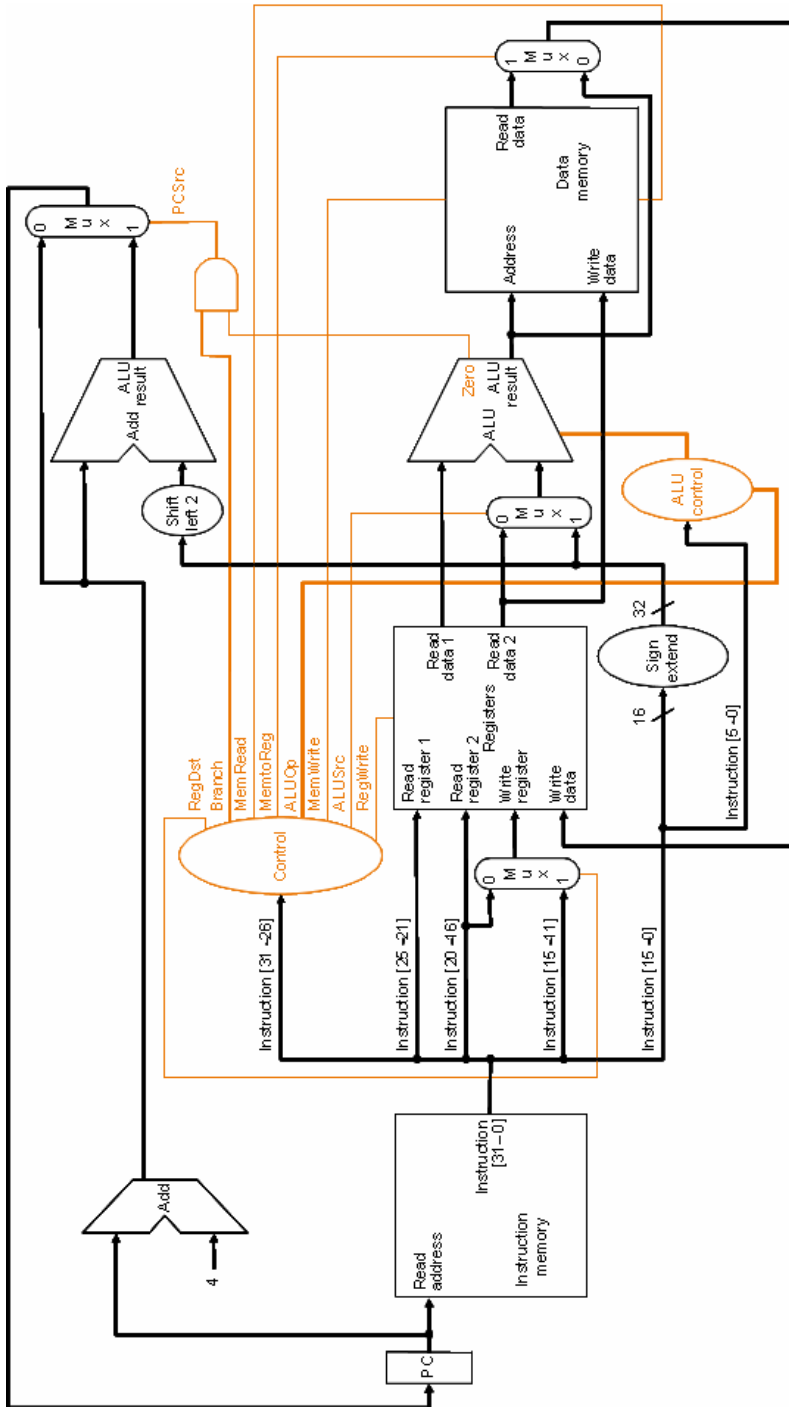 PC
Add
4
Read
address
Instruction
[31-0]
Instruction
memory
Instruction [31-26]
Instruction [25-21]
Instruction [20-16]
Instruction [15-11]
Instruction [15-0]
Instruction [5-0]
Control
RegDst
Branch
MemRead
MemtoReg
ALUOp
MemWrite
ALUSrc
RegWrite
0
M
u
x
1
Read
register 1
Read
register 2
Registers
Write
register
Write
data
Read
data 1
Read
data 2
16
Sign
extend
32
Shift
left 2
0
M
u
x
1
ALU
control
Add
ALU
result
Zero
ALU
ALU
result
0
M
u
x
1
PCSrc
Address
Write
data
Read
data
Data
memory
1
M
u
x
0